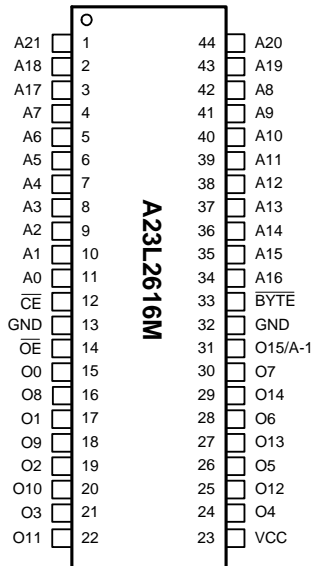 A21 1 44 A20
A18 2 43 A19
A17 3 42 A8
A7 4 41 A9
A6 5 40 A10
A5 6 39 A11
A4 7 38 A12
A3 8 37 A13
A2 9 36 A14
A1 10 35 A15
A0 11 34 A16
CE 12 33 BYTE
GND 13 32 GND
OE 14 31 O15/A-1
O0 15 30 O7
O8 16 29 O14
O1 17 28 O6
O9 18 27 O13
O2 19 26 O5
O10 20 25 O12
O3 21 24 O4
O11 22 23 VCC
A23L2616M